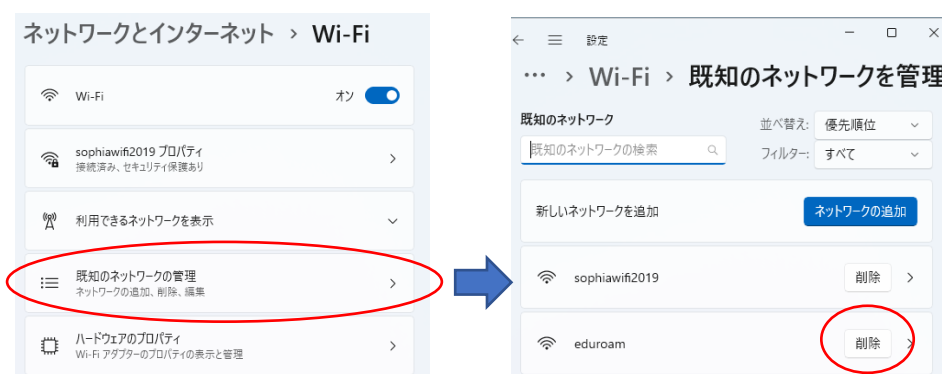 ネットワークとインターネット › Wi-Fi
Wi-Fi
オン
sophiawifi2019 プロパティ
接続済み、セキュリティ保護あり
利用できるネットワークを表示
既知のネットワークの管理
ネットワークの追加、削除、編集
ハードウェアのプロパティ
Wi-Fi アダプターのプロパティの表示と管理
設定
… › Wi-Fi › 既知のネットワークを管理
既知のネットワーク
並べ替え: 優先順位
既知のネットワークの検索
フィルター: すべて
新しいネットワークを追加
ネットワークの追加
sophiawifi2019
削除
eduroam
削除